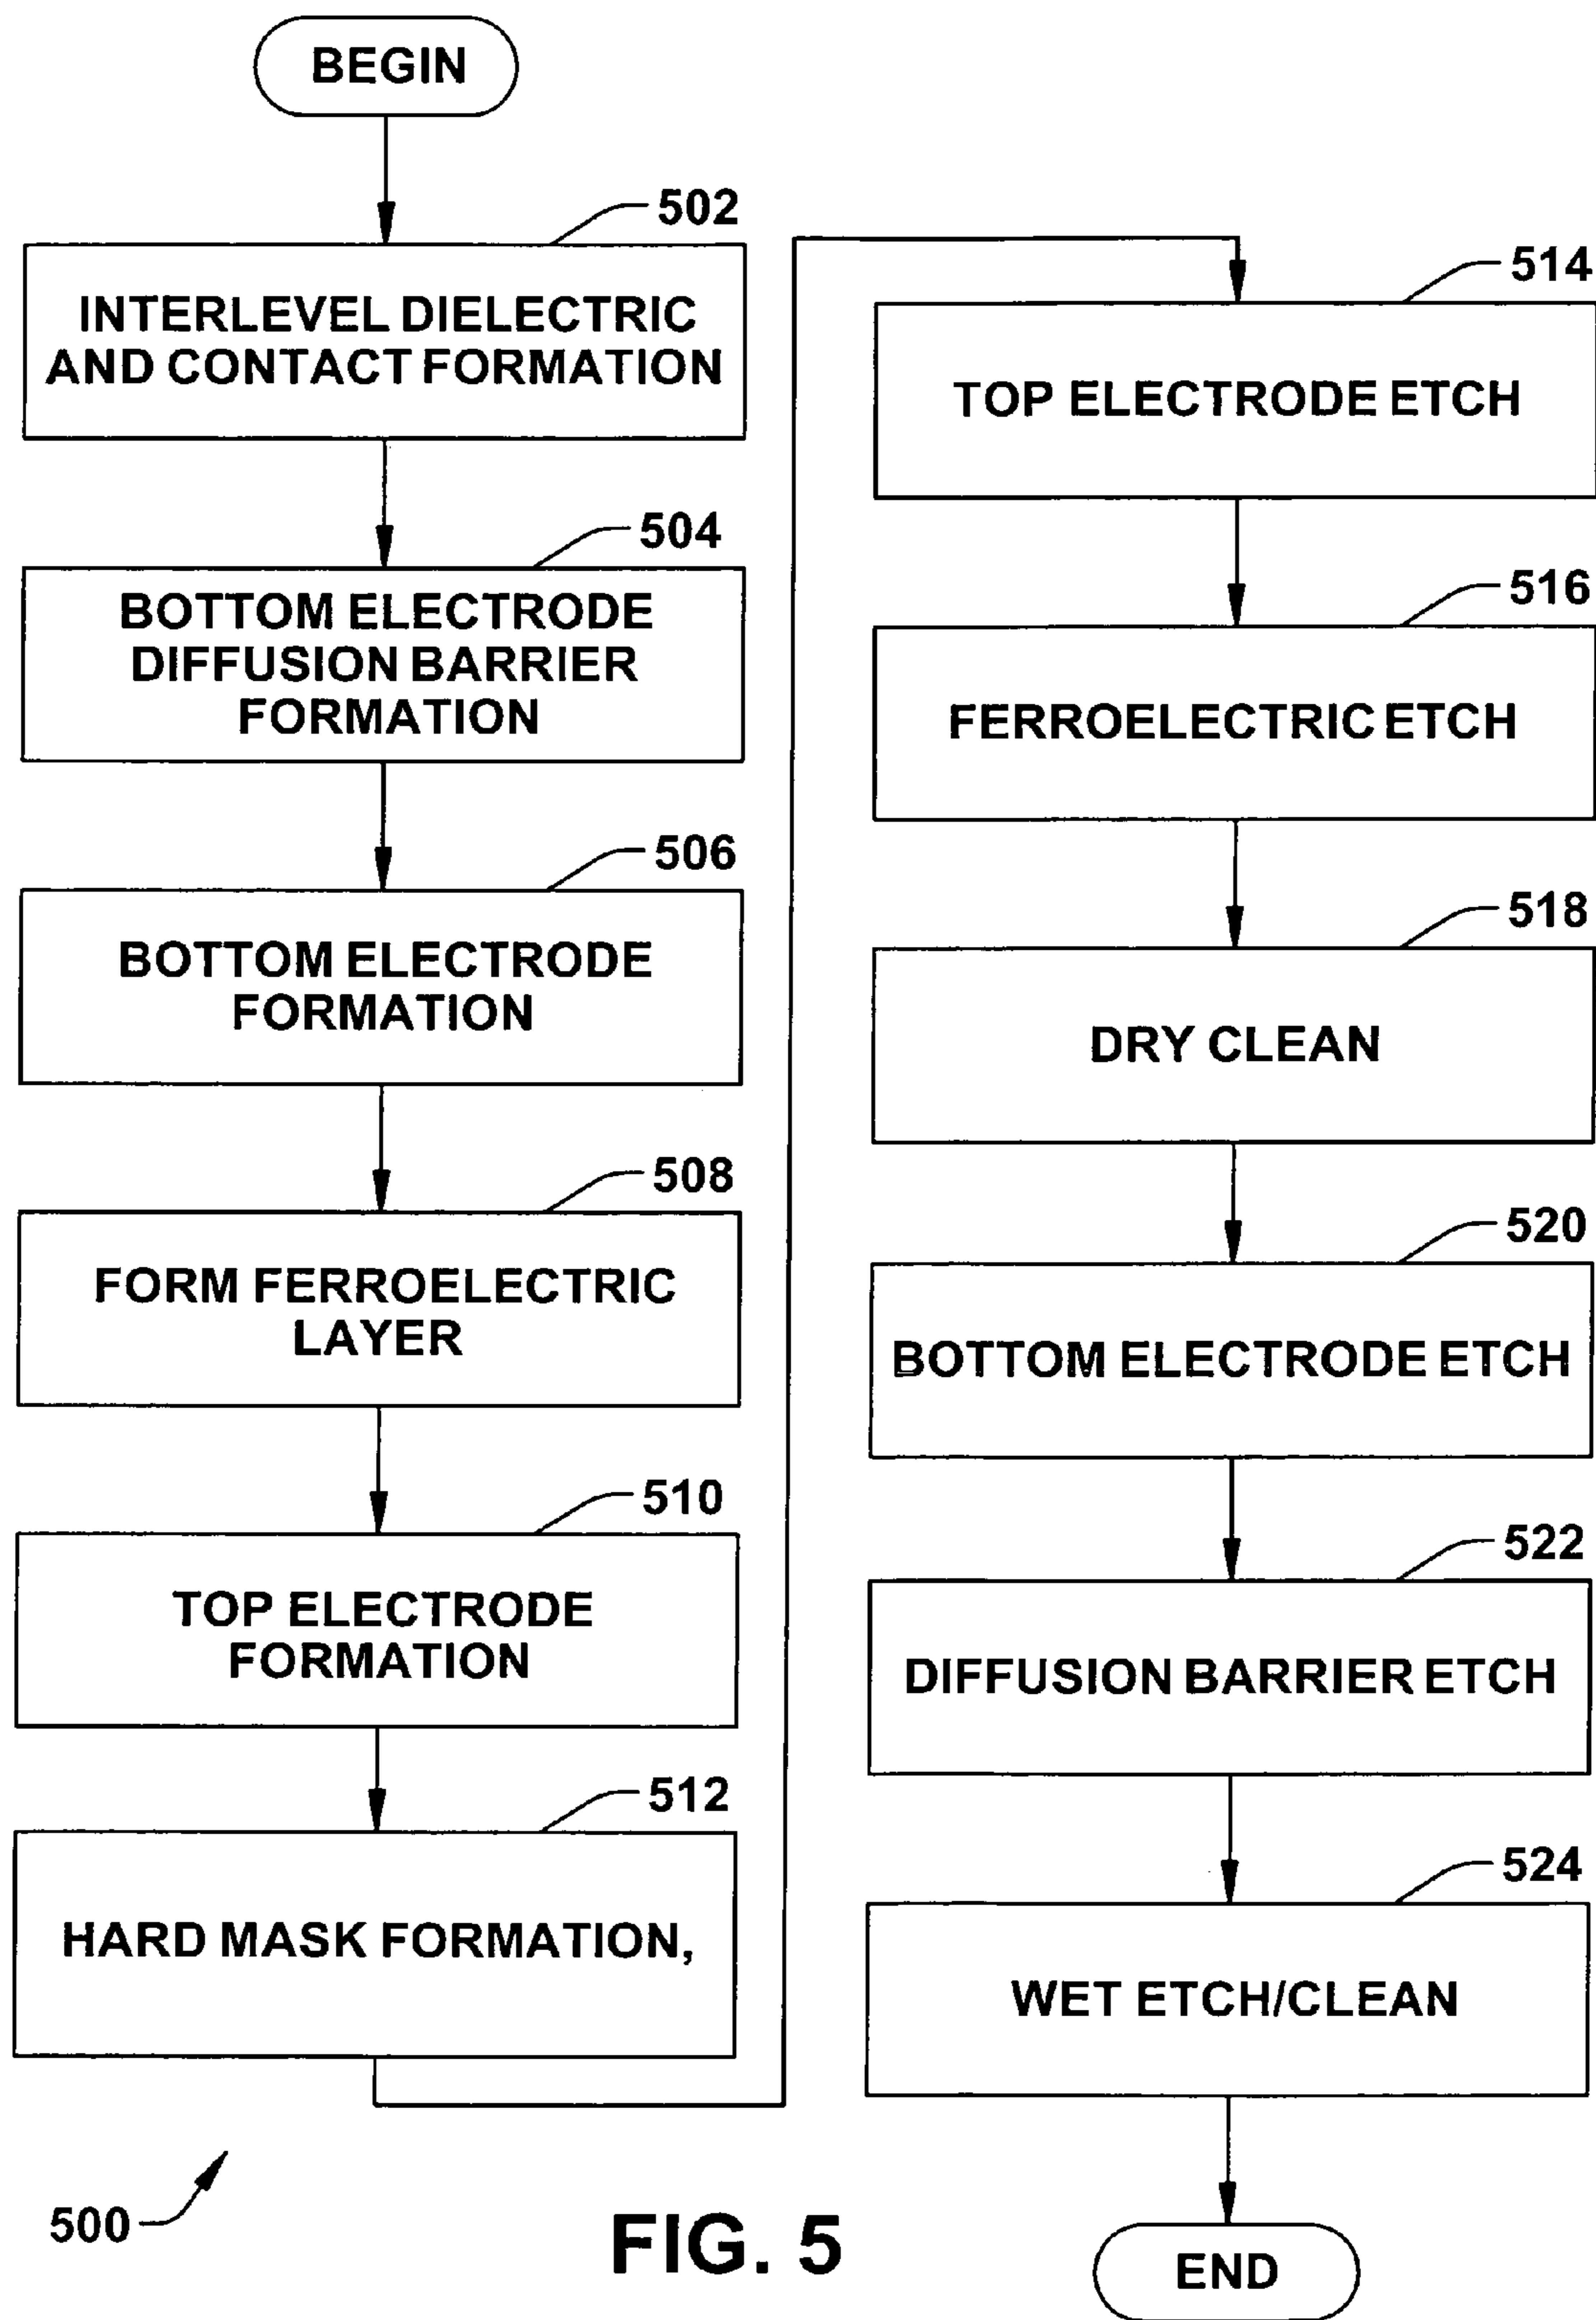 BEGIN
502
INTERLEVEL DIELECTRIC
AND CONTACT FORMATION
504
BOTTOM ELECTRODE
DIFFUSION BARRIER
FORMATION
506
BOTTOM ELECTRODE
FORMATION
508
FORM FERROELECTRIC
LAYER
510
TOP ELECTRODE
FORMATION
512
HARD MASK FORMATION,
514
TOP ELECTRODE ETCH
516
FERROELECTRIC ETCH
518
DRY CLEAN
520
BOTTOM ELECTRODE ETCH
522
DIFFUSION BARRIER ETCH
524
WET ETCH/CLEAN
END
500
FIG. 5